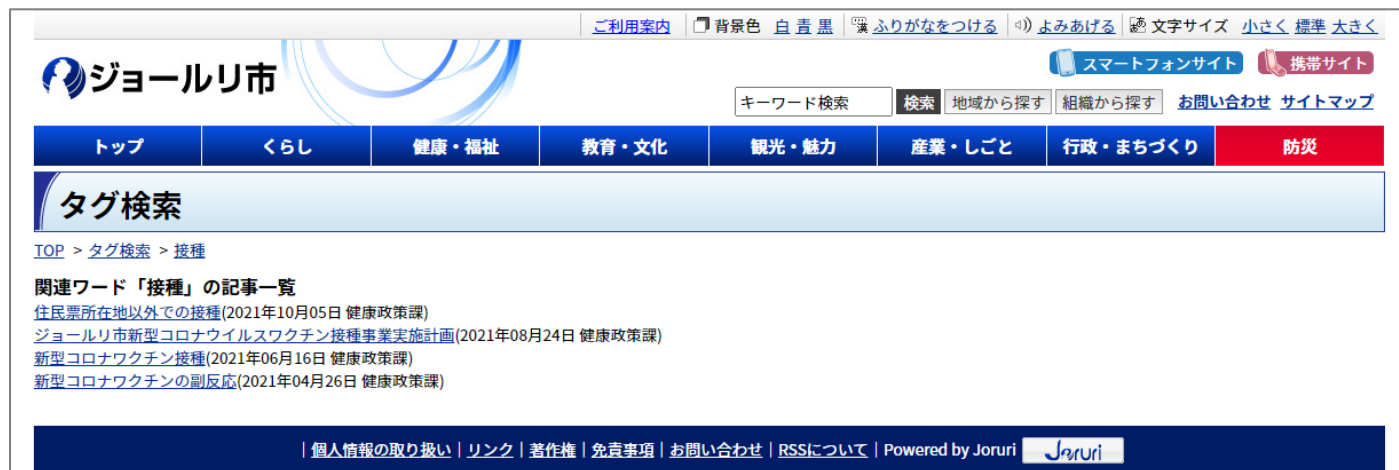 ご利用案内 背景色 白 青 黒 ふりがなをつける よみあげる 文字サイズ 小さく 標準 大きく
ジョールリ市
スマートフォンサイト 携帯サイト
キーワード検索 検索 地域から探す 組織から探す お問い合わせ サイトマップ
トップ くらし 健康・福祉 教育・文化 観光・魅力 産業・しごと 行政・まちづくり 防災
タグ検索
TOP > タグ検索 > 接種
関連ワード「接種」の記事一覧
住民票所在地以外での接種(2021年10月05日 健康政策課)
ジョールリ市新型コロナウイルスワクチン接種事業実施計画(2021年08月24日 健康政策課)
新型コロナワクチン接種(2021年06月16日 健康政策課)
新型コロナワクチンの副反応(2021年04月26日 健康政策課)
| 個人情報の取り扱い | リンク | 著作権 | 免責事項 | お問い合わせ | RSSについて | Powered by Joruri Joruri